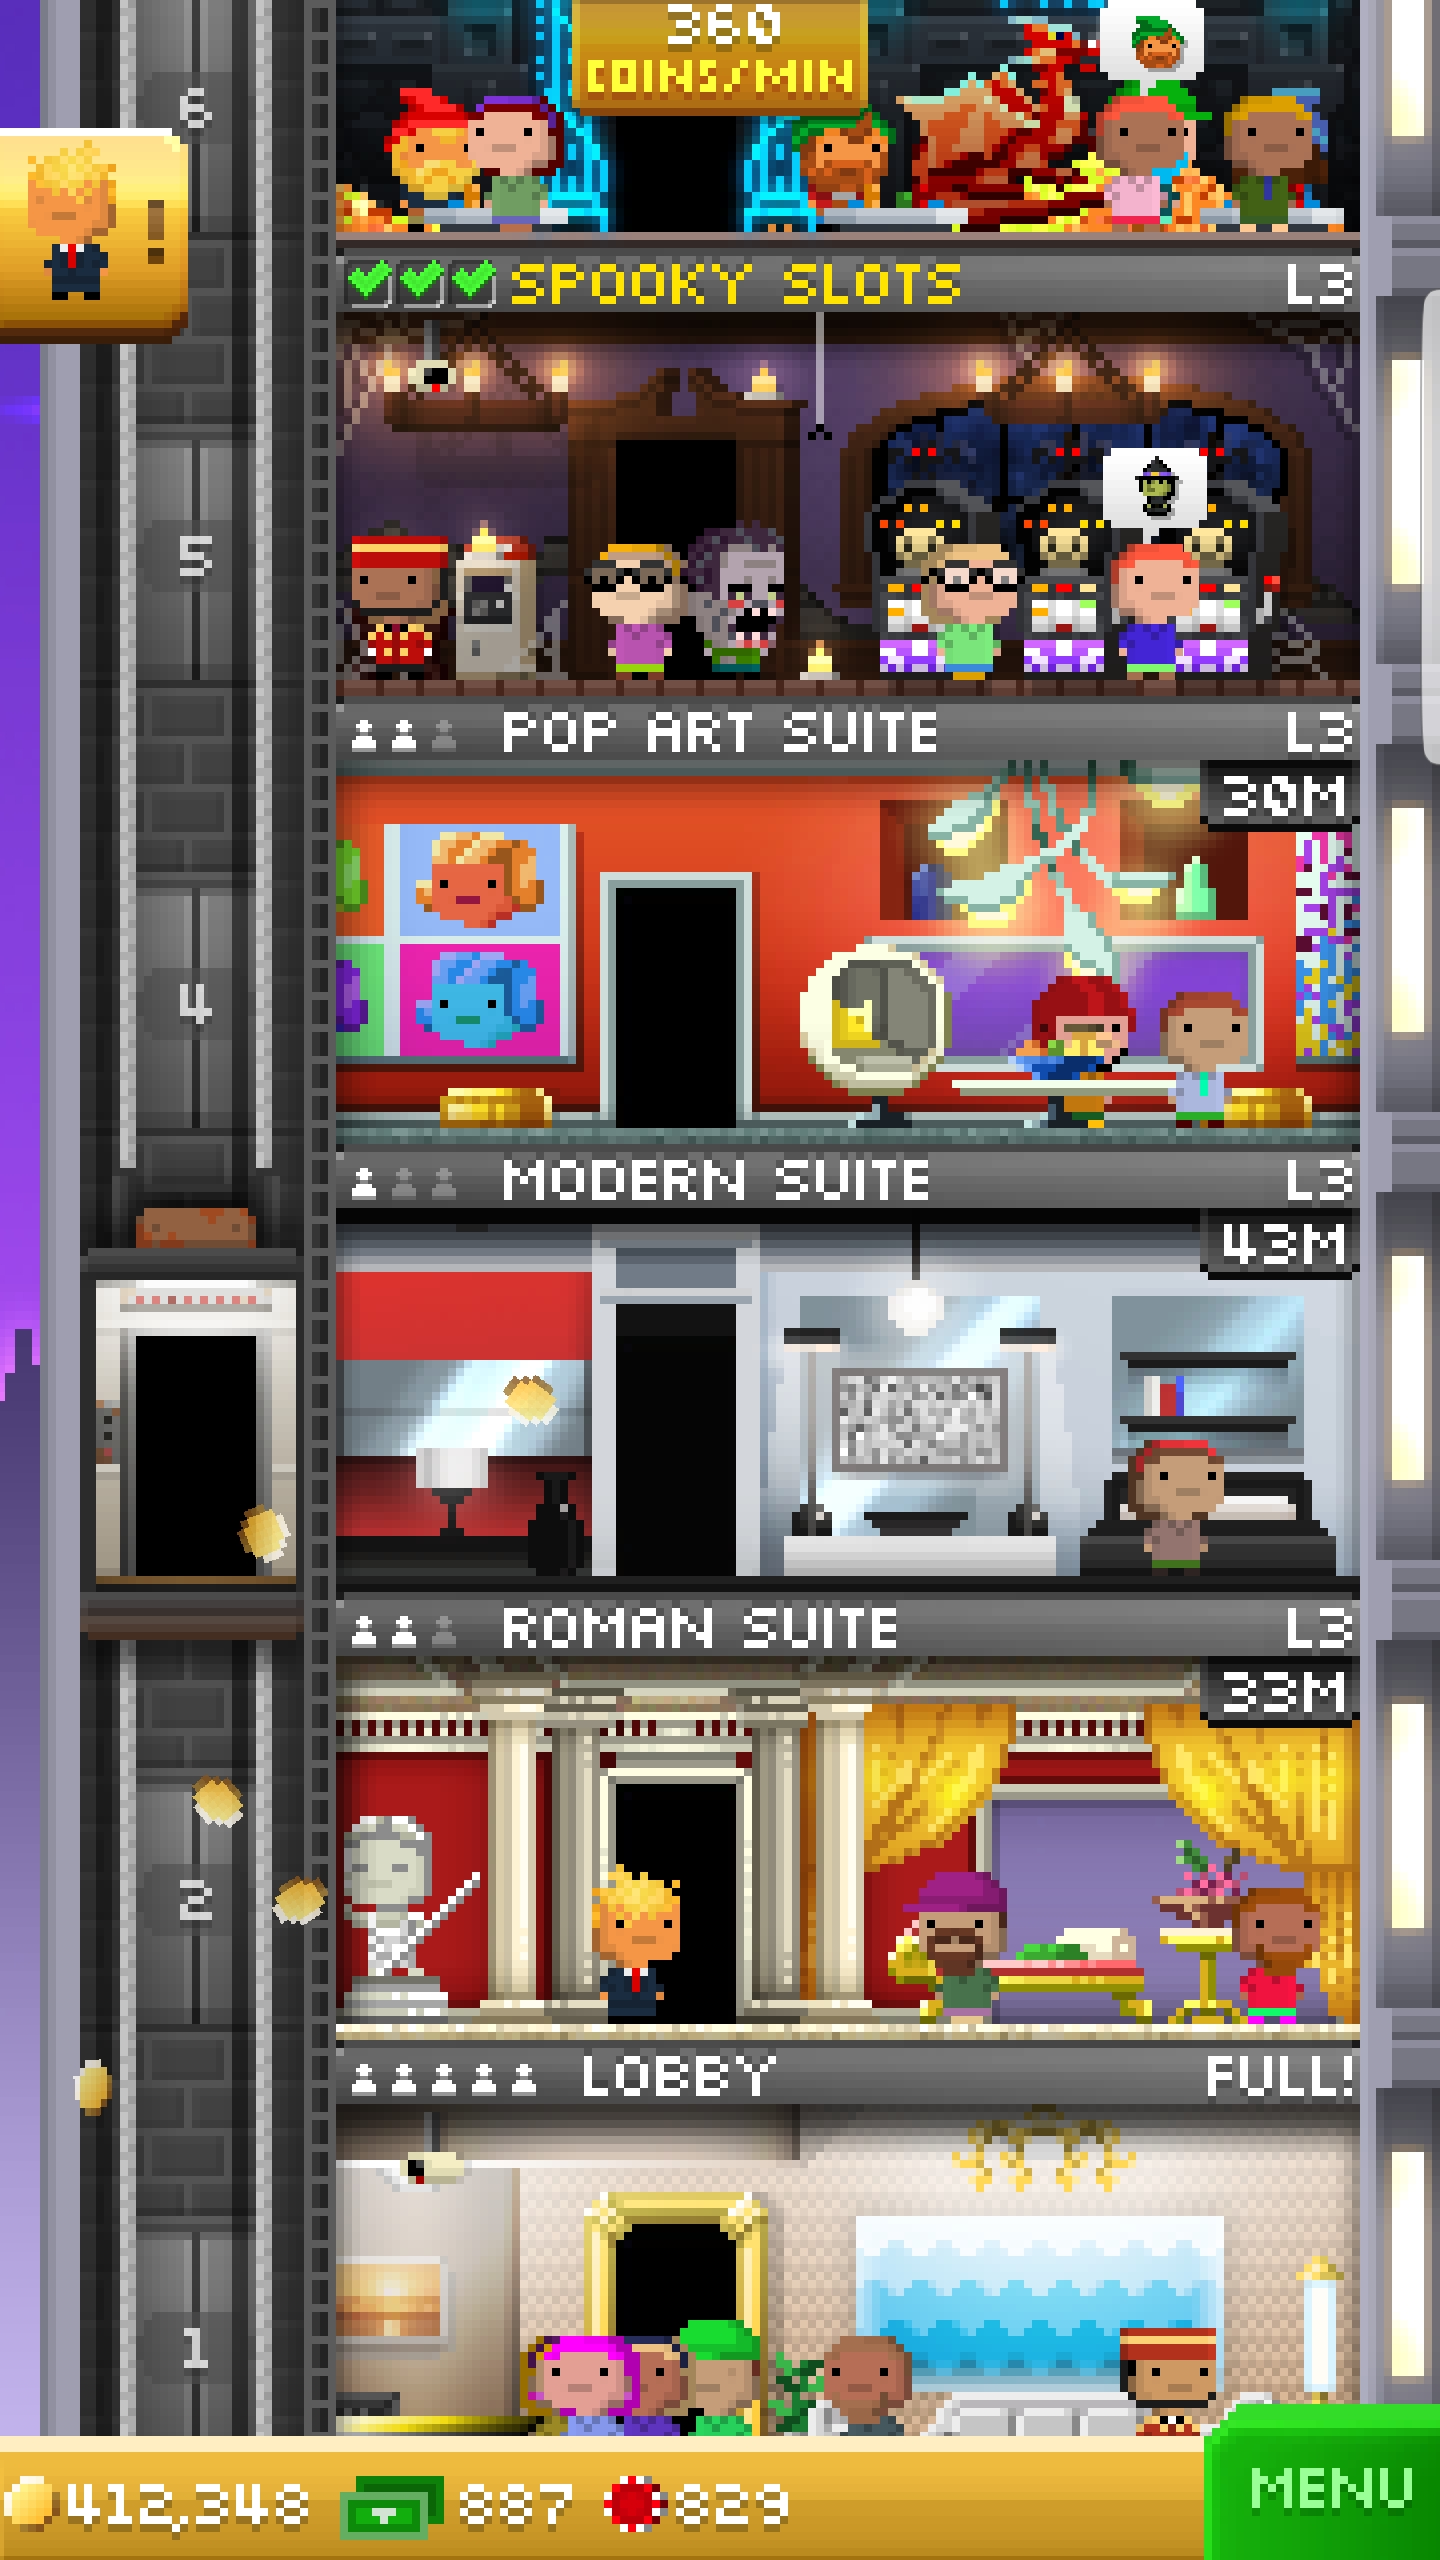 360
COINS/MIN
6
!
SPOOKY SLOTS L3
5
POP ART SUITE L3
30M
4
MODERN SUITE L3
43M
ROMAN SUITE L3
33M
2
LOBBY FULL!
1
412,348 887 829
MENU